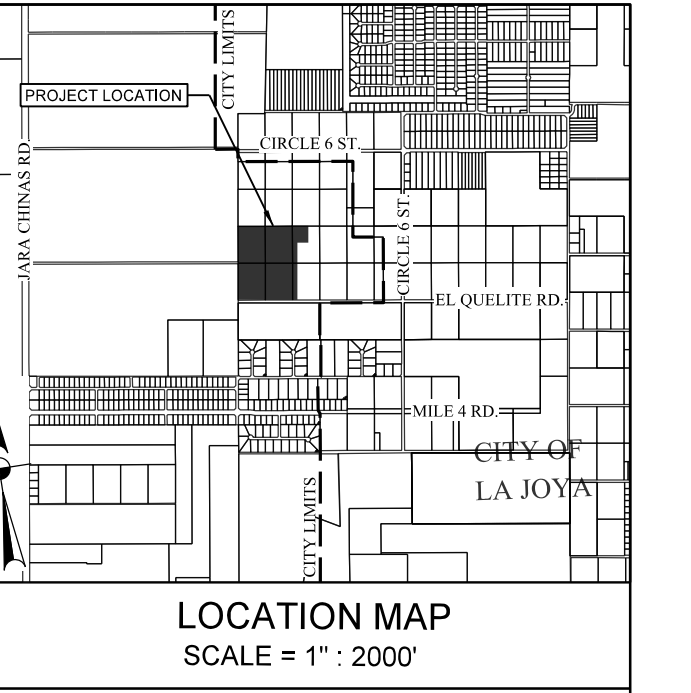 CITY LIMITS
PROJECT LOCATION
CIRCLE 6 ST.
JARA CHINAS RD.
CIRCLE 6 ST.
EL QUELITE RD.
MILE 4 RD.
CITY OF
LA JOYA
CITY LIMITS
LOCATION MAP
SCALE = 1" : 2000'